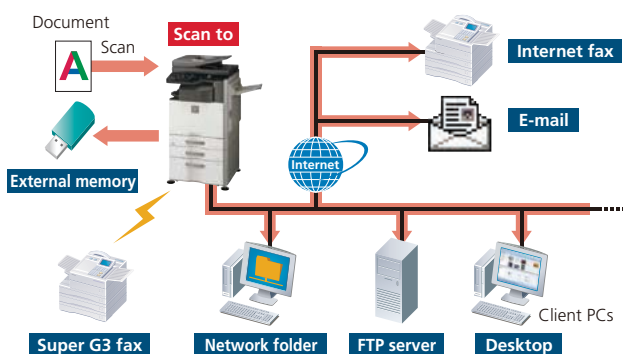 Document
Scan to
A
Scan
Internet fax
E-mail
Internet
External memory
Client PCs
Super G3 fax
Network folder
FTP server
Desktop